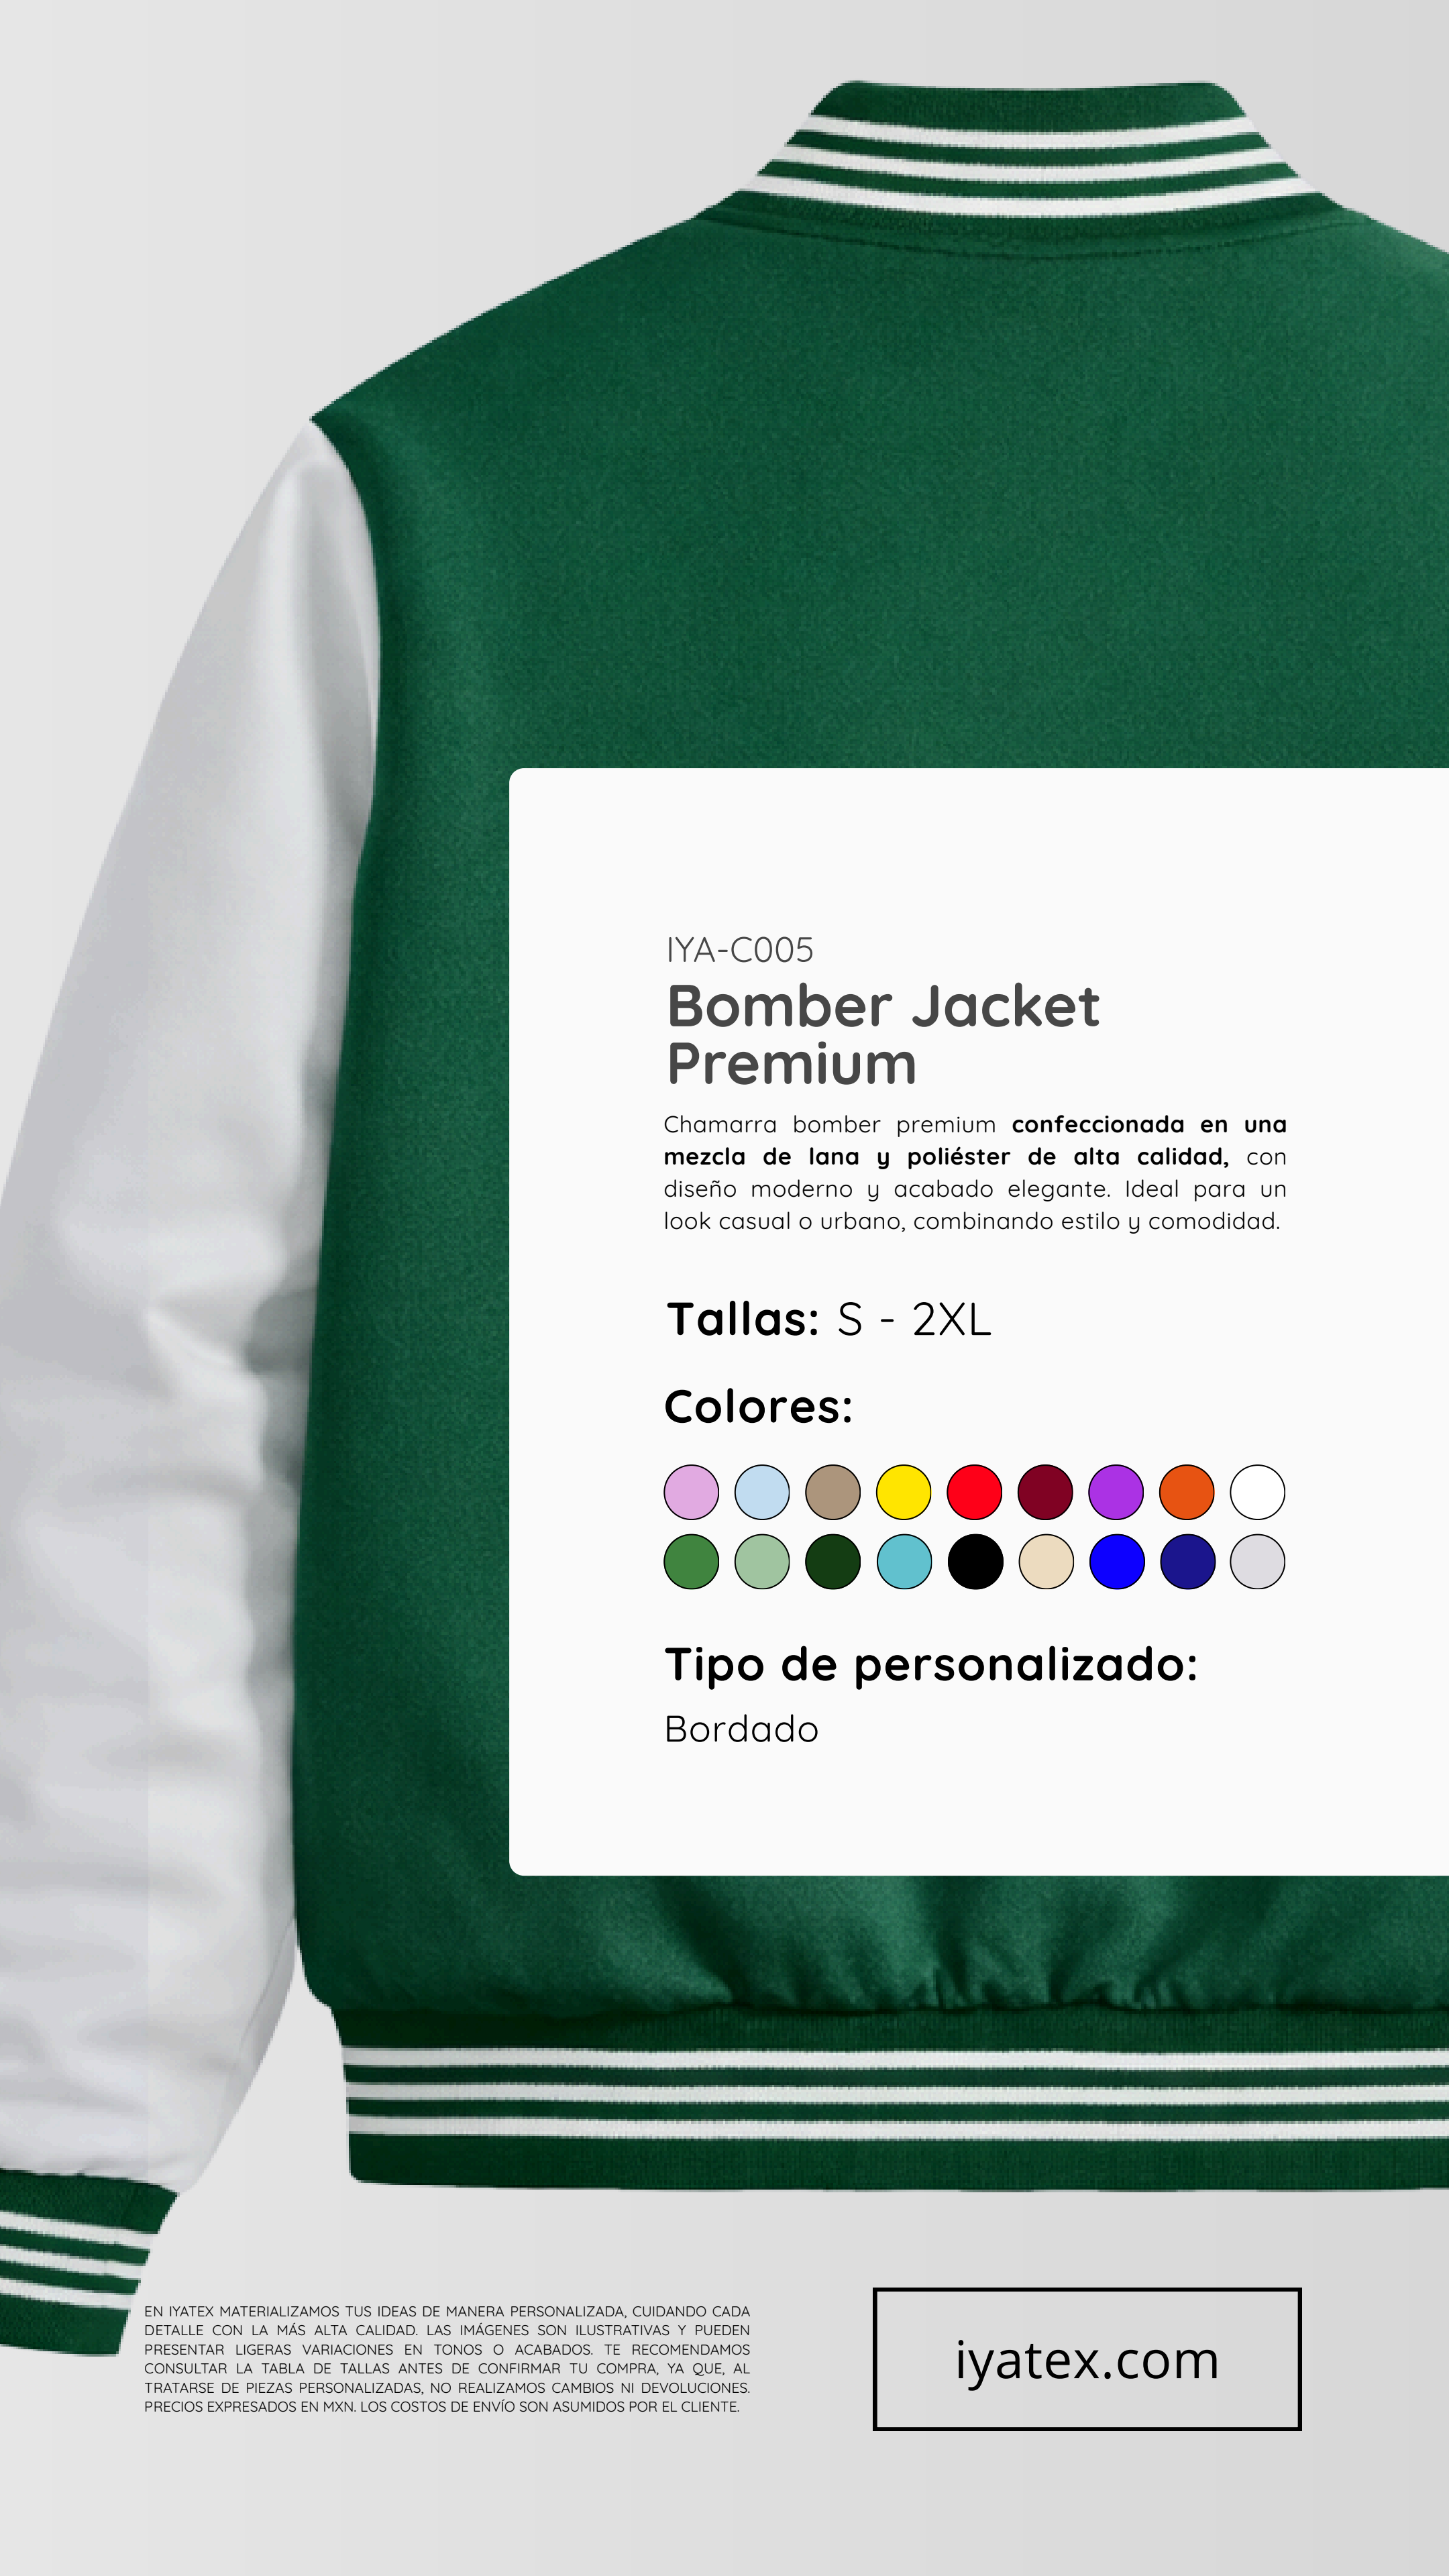 IYA-C005
Bomber Jacket
Premium
Chamarra bomber premium confeccionada en una
mezcla de lana y poliéster de alta calidad, con
diseño moderno y acabado elegante. Ideal para un
look casual o urbano, combinando estilo y comodidad.
Tallas: S - 2XL
Colores:
Tipo de personalizado:
Bordado
EN IYATEX MATERIALIZAMOS TUS IDEAS DE MANERA PERSONALIZADA, CUIDANDO CADA
DETALLE CON LA MÁS ALTA CALIDAD. LAS IMÁGENES SON ILUSTRATIVAS Y PUEDEN
PRESENTAR LIGERAS VARIACIONES EN TONOS O ACABADOS. TE RECOMENDAMOS
CONSULTAR LA TABLA DE TALLAS ANTES DE CONFIRMAR TU COMPRA, YA QUE, AL
TRATARSE DE PIEZAS PERSONALIZADAS, NO REALIZAMOS CAMBIOS NI DEVOLUCIONES.
PRECIOS EXPRESADOS EN MXN. LOS COSTOS DE ENVÍO SON ASUMIDOS POR EL CLIENTE.
iyatex.com